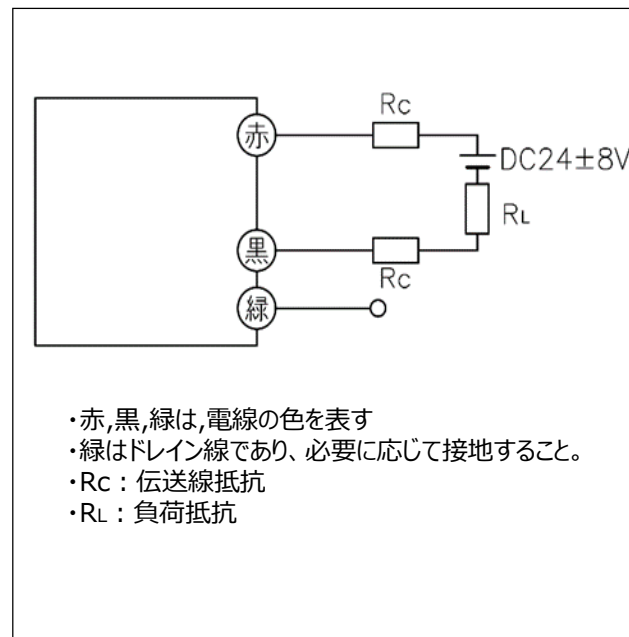 Rc
赤
DC24±8V
RL
黒
Rc
緑
・赤,黒,緑は,電線の色を表す
・緑はドレイン線であり、必要に応じて接地すること。
・Rc：伝送線抵抗
・RL：負荷抵抗